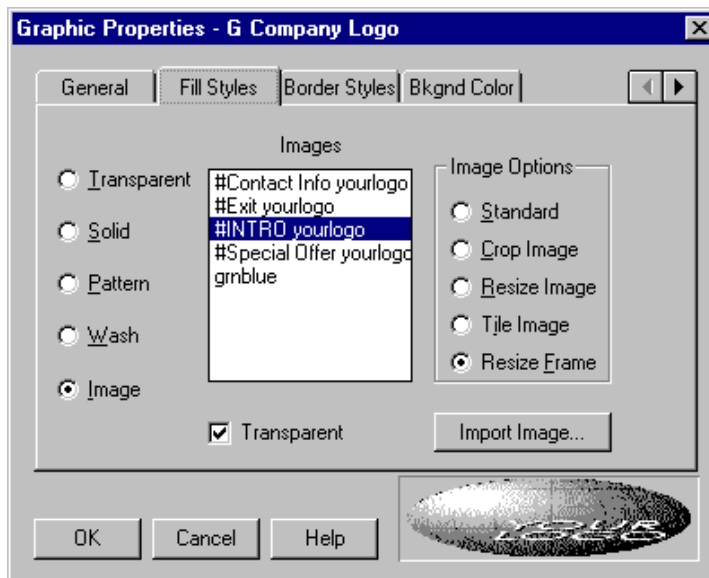 Graphic Properties - G Company Logo
General Fill Styles Border Styles Bkgnd Color
Images
Transparent
Solid
Pattern
Wash
Image
#Contact Info yourlogo
#Exit yourlogo
#INTRO yourlogo
#Special Offer yourlogo
grnblue
Transparent
Image Options
Standard
Crop Image
Resize Image
Tile Image
Resize Frame
Import Image...
OK Cancel Help
YOUR
LOGO